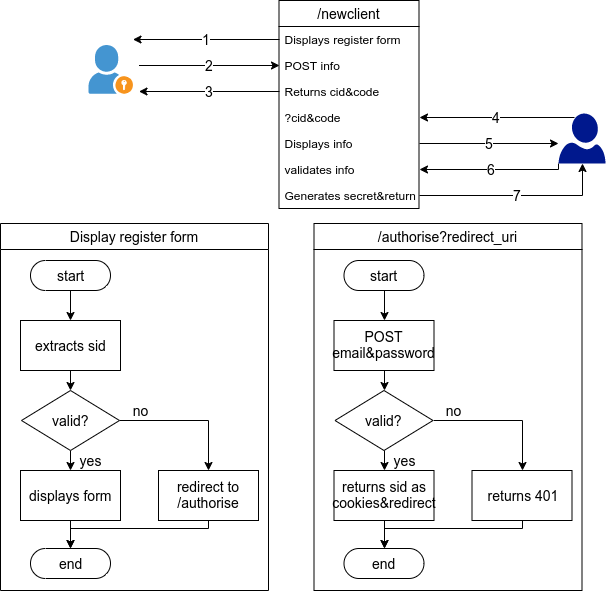 /newclient
1
Displays register form
2
POST info
3
Returns cid&code
?cid&code
4
Displays info
5
validates info
6
Generates secret&return
7
Display register form
start
extracts sid
valid?
no
yes
displays form
redirect to
/authorise
end
/authorise?redirect_uri
start
POST
email&password
valid?
no
yes
returns sid as
cookies&redirect
returns 401
end